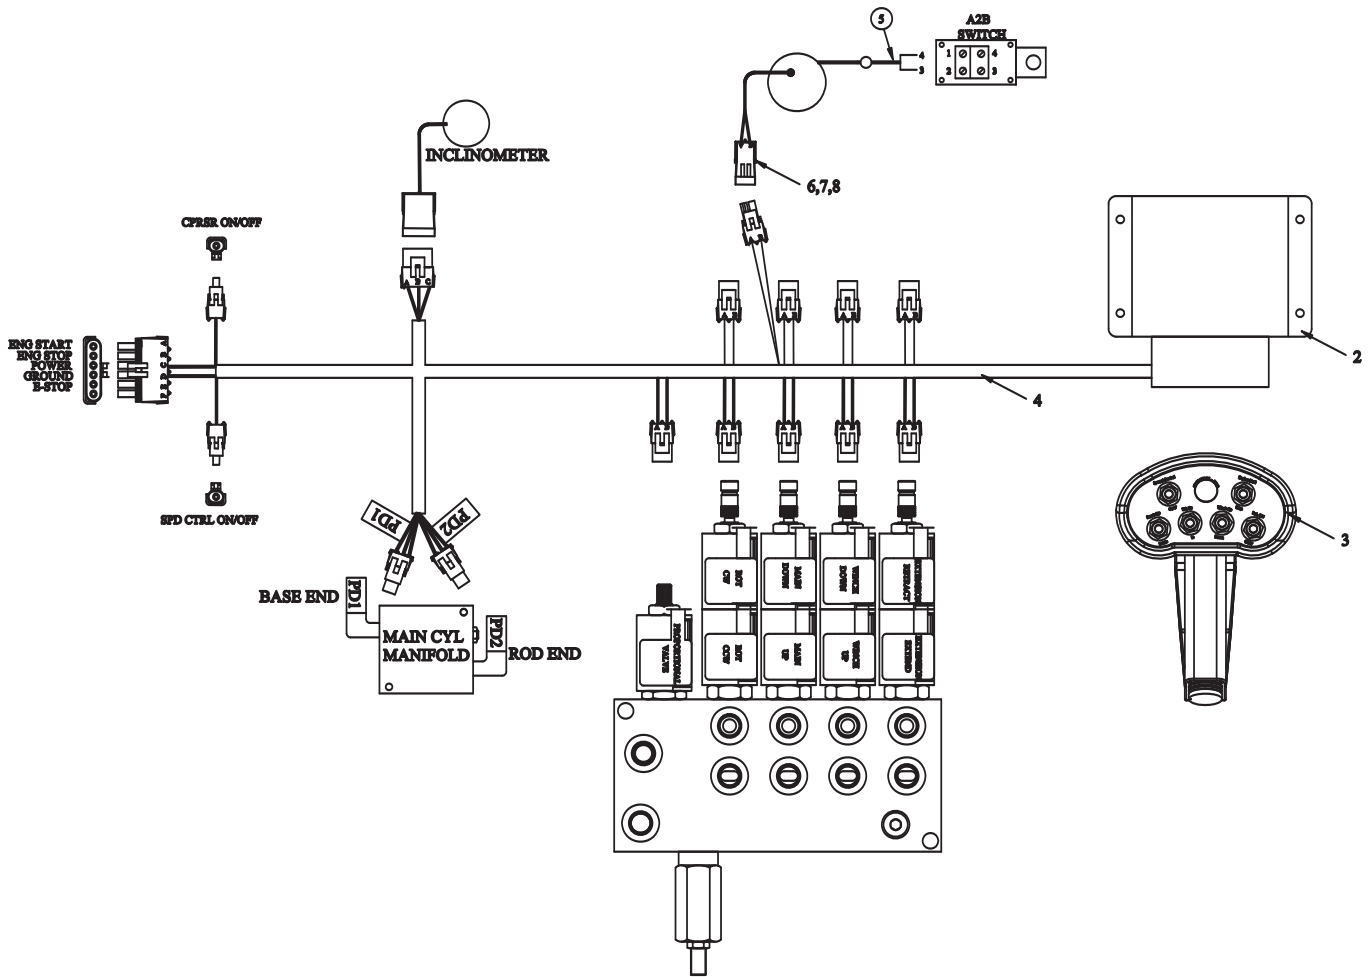 5
A2B
SWITCH
4
3
1
2
4
3
INCLINOMETER
6,7,8
CPRSR ON/OFF
A B C
2
ENG START
ENG STOP
POWER
GROUND
E-STOP
4
SPD CTRL ON/OFF
PD1
PD2
3
BASE END
PD1
MAIN CYL
MANIFOLD
PD2
ROD END
ROT
CW
MAIN
DOWN
WINCH
DOWN
EXTENSION
RETRACT
PROPORTIONAL
VALVE
ROT
CCW
MAIN
UP
WINCH
UP
EXTENSION
EXTEND